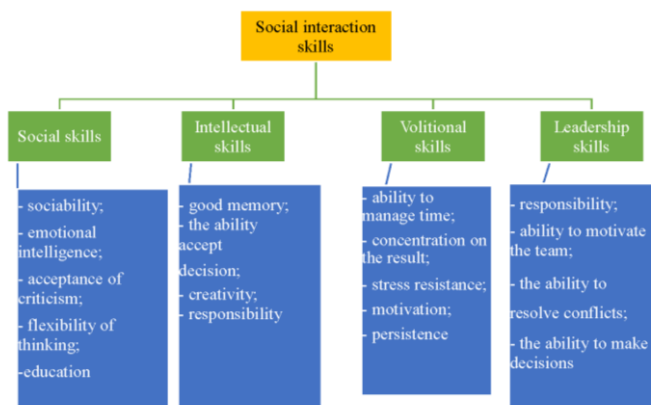 Social interaction
skills
Social skills
Intellectual
skills
Volitional
skills
Leadership
skills
- sociability;
- emotional
intelligence;
- acceptance of
criticism;
- flexibility of
thinking;
-education
- good memory;
- the ability
accept
decision;
- creativity;
- responsibility
- ability to
manage time;
- concentration on
the result;
- stress resistance;
- motivation;
- persistence
- responsibility;
- ability to motivate
the team;
- the ability to
resolve conflicts;
- the ability to make
decisions